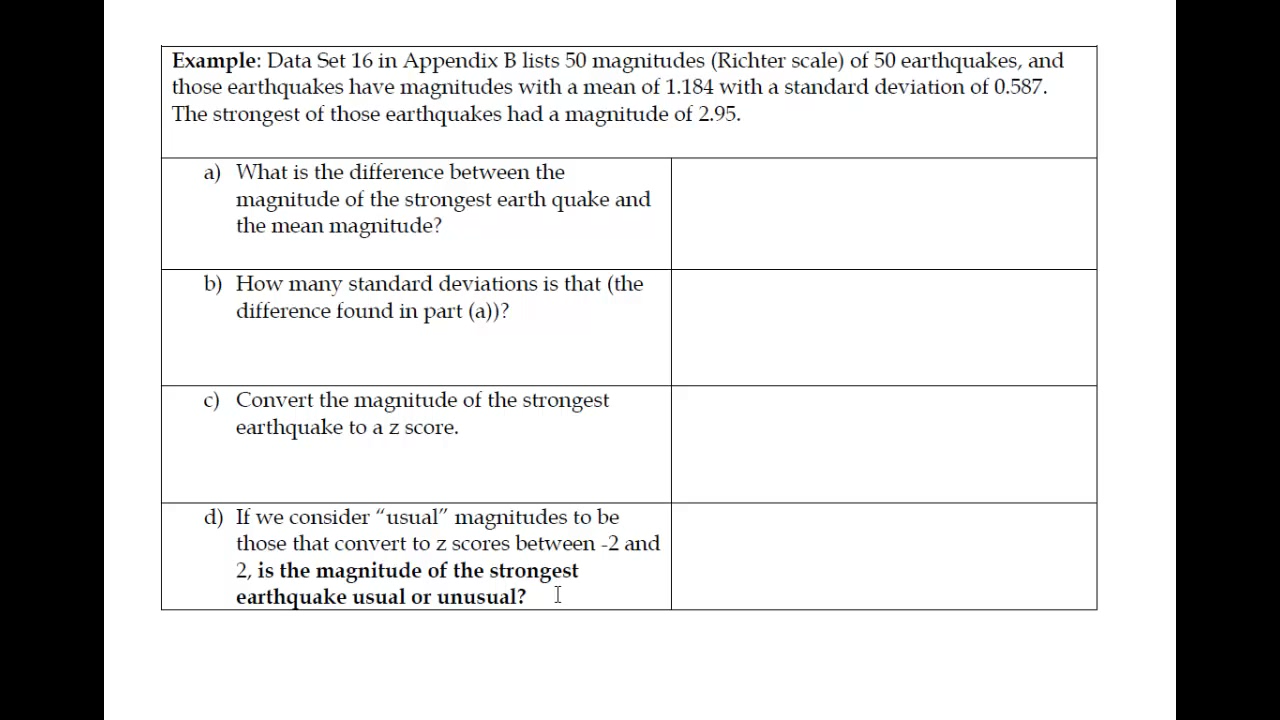 Example: Data Set 16 in Appendix B lists 50 magnitudes (Richter scale) of 50 earthquakes, and
those earthquakes have magnitudes with a mean of 1.184 with a standard deviation of 0.587.
The strongest of those earthquakes had a magnitude of 2.95.
a) What is the difference between the
magnitude of the strongest earth quake and
the mean magnitude?
b) How many standard deviations is that (the
difference found in part (a))?
c) Convert the magnitude of the strongest
earthquake to a z score.
d) If we consider “usual” magnitudes to be
those that convert to z scores between -2 and
2, is the magnitude of the strongest
earthquake usual or unusual?